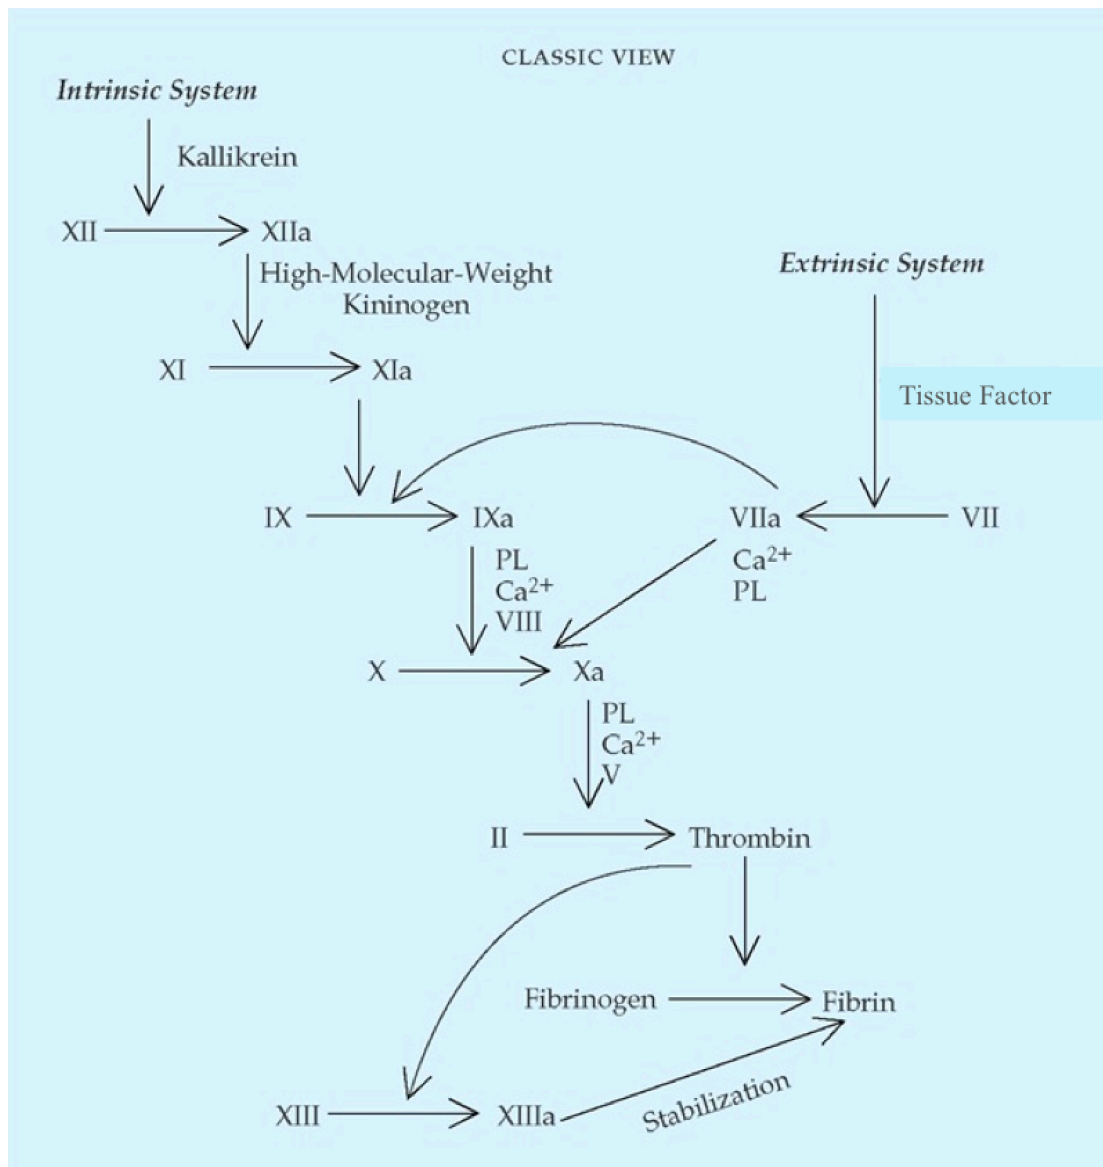 CLASSIC VIEW
Intrinsic System
Kallikrein
XII
XIIa
High-Molecular-Weight
Kininogen
Extrinsic System
XI
XIa
Tissue Factor
IX
IXa
VIIa
VII
PL
Ca2+
VIII
Ca2+
PL
X
Xa
PL
Ca2+
V
II
Thrombin
Fibrinogen
Fibrin
XIII
XIIIa
Stabilization